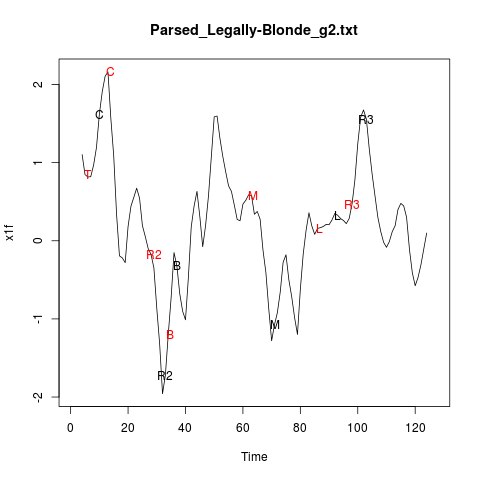 Parsed_Legally-Blonde_g2.txt
x1f
2
1
0
-1
-2
C
C
T
R2
R2
B
B
M
M
L
L
R3
R3
0 20 40 60 80 100 120
Time